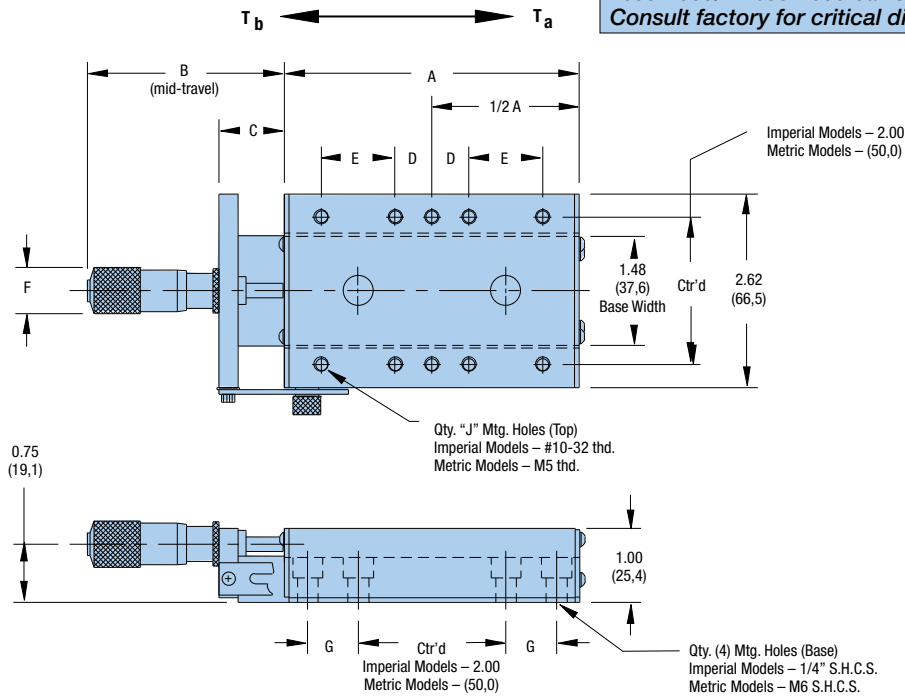 Consult factory for critical di
Tb
Ta
B
(mid-travel)
A
1/2 A
C
E
D
D
E
Imperial Models – 2.00
Metric Models – (50,0)
F
1.48
(37,6)
Base Width
Ctr'd
2.62
(66,5)
Qty. “J” Mtg. Holes (Top)
Imperial Models – #10-32 thd.
Metric Models – M5 thd.
0.75
(19,1)
1.00
(25,4)
G
Ctr'd
G
Imperial Models – 2.00
Metric Models – (50,0)
Qty. (4) Mtg. Holes (Base)
Imperial Models – 1/4” S.H.C.S.
Metric Models – M6 S.H.C.S.